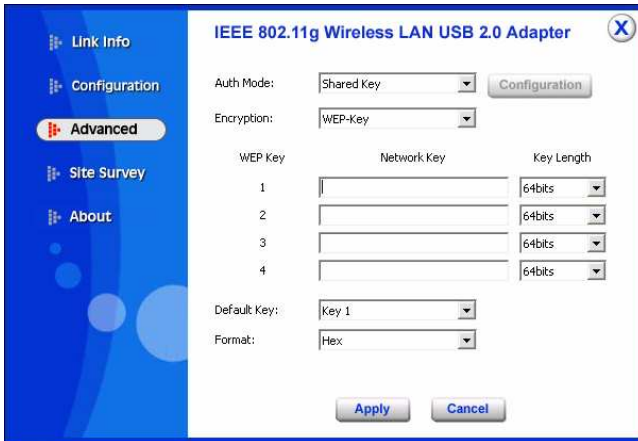 Link Info
Configuration
Advanced
Site Survey
About
IEEE 802.11g Wireless LAN USB 2.0 Adapter
X
Auth Mode: Shared Key Configuration
Encryption: WEP-Key
WEP Key Network Key Key Length
1 64bits
2 64bits
3 64bits
4 64bits
Default Key: Key 1
Format: Hex
Apply Cancel